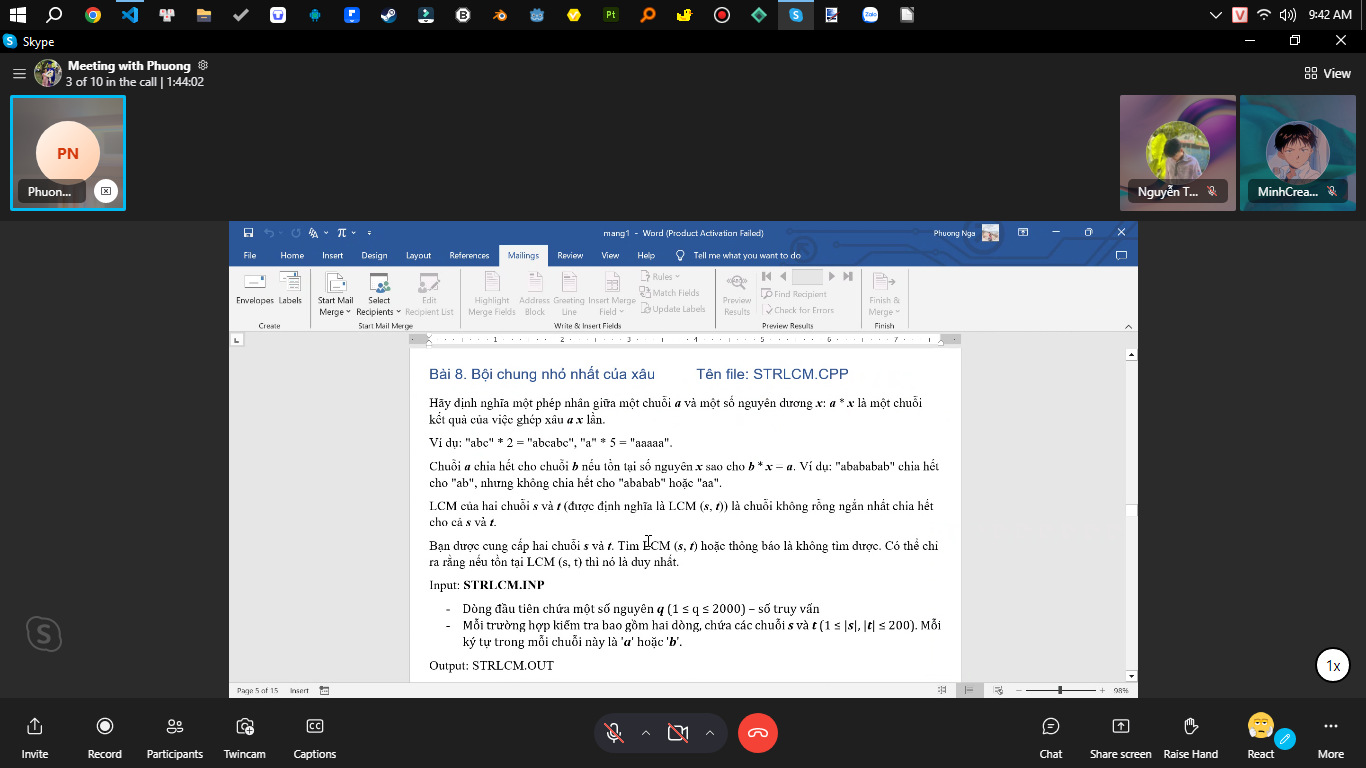 9:42 AM
Skype
Meeting with Phuong
3 of 10 in the call | 1:44:02
View
PN
Phuon...
Nguyễn T...
MinhCrea...
mang1 - Word (Product Activation Failed)
Phuong Nga
File Home Insert Design Layout References Mailings Review View Help Tell me what you want to do
Envelopes Labels
Create
Start Mail Merge
Select Recipients
Edit Recipient List
Start Mail Merge
Highlight Merge Fields
Address Block
Greeting Line
Insert Merge Field
Rules
Match Fields
Update Labels
Write & Insert Fields
Preview Results
Find Recipient
Check for Errors
Preview Results
Finish & Merge
Finish
1 2 3 4 5 6 7
Bài 8. Bội chung nhỏ nhất của xâu Tên file: STRLCM.CPP
Hãy định nghĩa một phép nhân giữa một chuỗi a và một số nguyên dương x: a * x là một chuỗi
kết quả của việc ghép xâu a x lần.
Ví dụ: "abc" * 2 = "abcabc", "a" * 5 = "aaaaa".
Chuỗi a chia hết cho chuỗi b nếu tồn tại số nguyên x sao cho b * x = a. Ví dụ: "abababab" chia hết
cho "ab", nhưng không chia hết cho "ababab" hoặc "aa".
LCM của hai chuỗi s và t (được định nghĩa là LCM (s, t)) là chuỗi không rỗng ngắn nhất chia hết
cho cả s và t.
Bạn được cung cấp hai chuỗi s và t. Tìm LCM (s, t) hoặc thông báo là không tìm được. Có thể chỉ
ra rằng nếu tồn tại LCM (s, t) thì nó là duy nhất.
Input: STRLCM.INP
- Dòng đầu tiên chứa một số nguyên q (1 ≤ q ≤ 2000) – số truy vấn
- Mỗi trường hợp kiểm tra bao gồm hai dòng, chứa các chuỗi s và t (1 ≤ |s|, |t| ≤ 200). Mỗi
ký tự trong mỗi chuỗi này là 'a' hoặc 'b'.
Output: STRLCM.OUT
Page 5 of 15 Insert
98%
1x
Invite
Record
Participants
Twincam
Captions
Chat
Share screen
Raise Hand
React
More